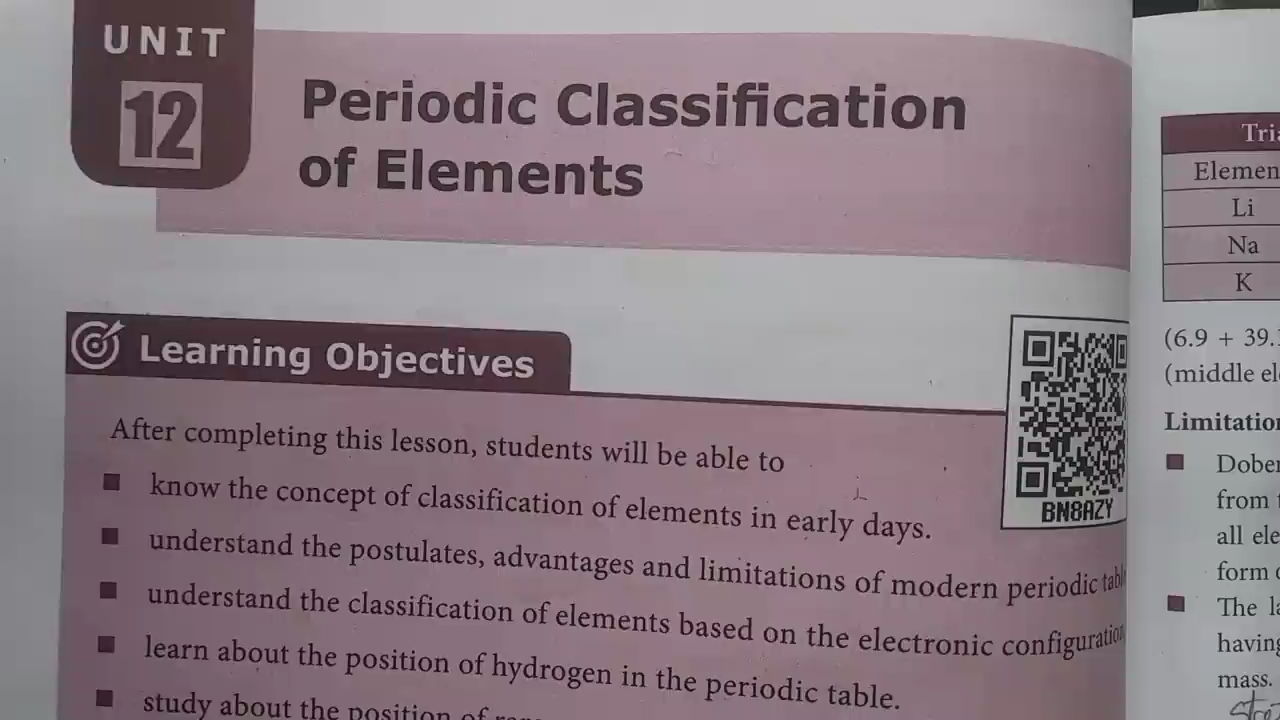 UNIT
12
Periodic Classification
of Elements
Learning Objectives
After completing this lesson, students will be able to
know the concept of classification of elements in early days.
understand the postulates, advantages and limitations of modern periodic
understand the classification of elements based on the electronic
learn about the position of hydrogen in the periodic table.
study about the position of
BN8AZY
Li
Na
K
(6.9 + 39.
(middle
from
all
form
The
having
mass.